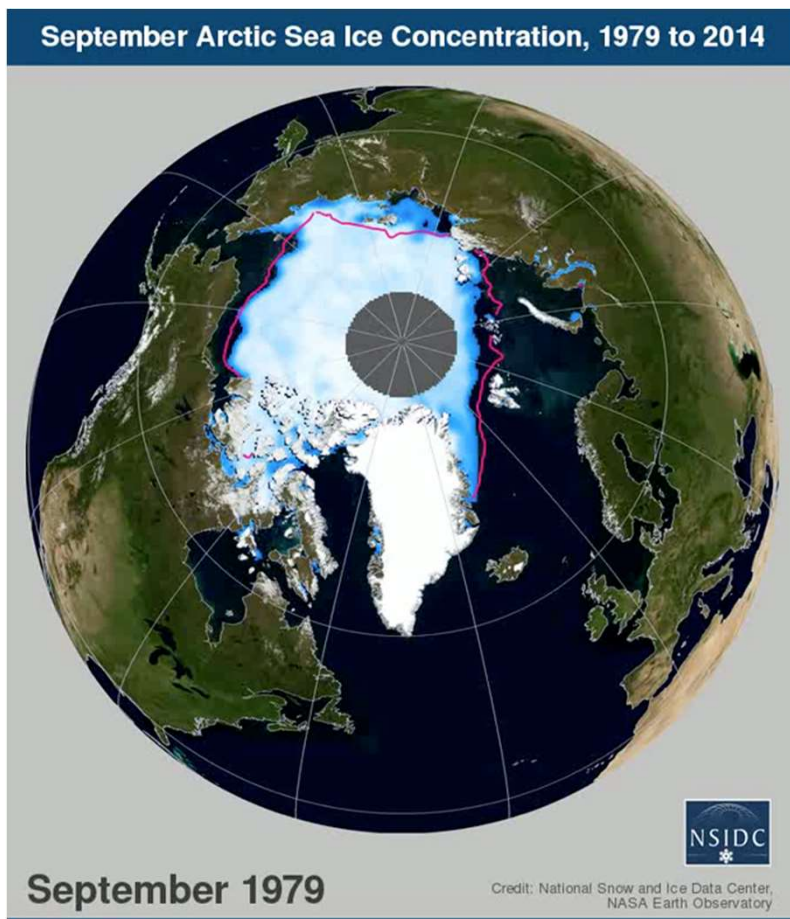 September Arctic Sea Ice Concentration, 1979 to 2014
NSIDC
September 1979
Credit: National Snow and Ice Data Center,
NASA Earth Observatory